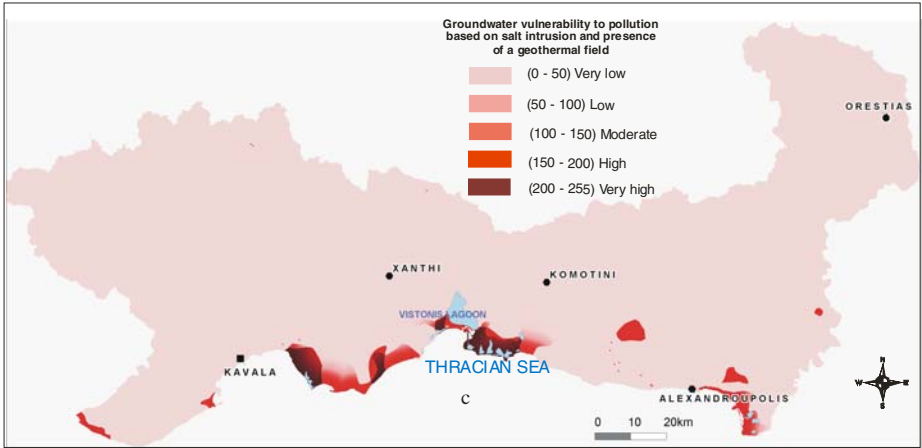 Groundwater vulnerability to pollution
based on salt intrusion and presence
of a geothermal field
(0 - 50) Very low
(50 - 100) Low
(100 - 150) Moderate
(150 - 200) High
(200 - 255) Very high
ORESTIAS
XANTHI
KOMOTINI
VISTONIS LAGOON
KAVALA
THRACIAN SEA
ALEXANDROUPOLIS
c
N
W E
S
0 10 20km